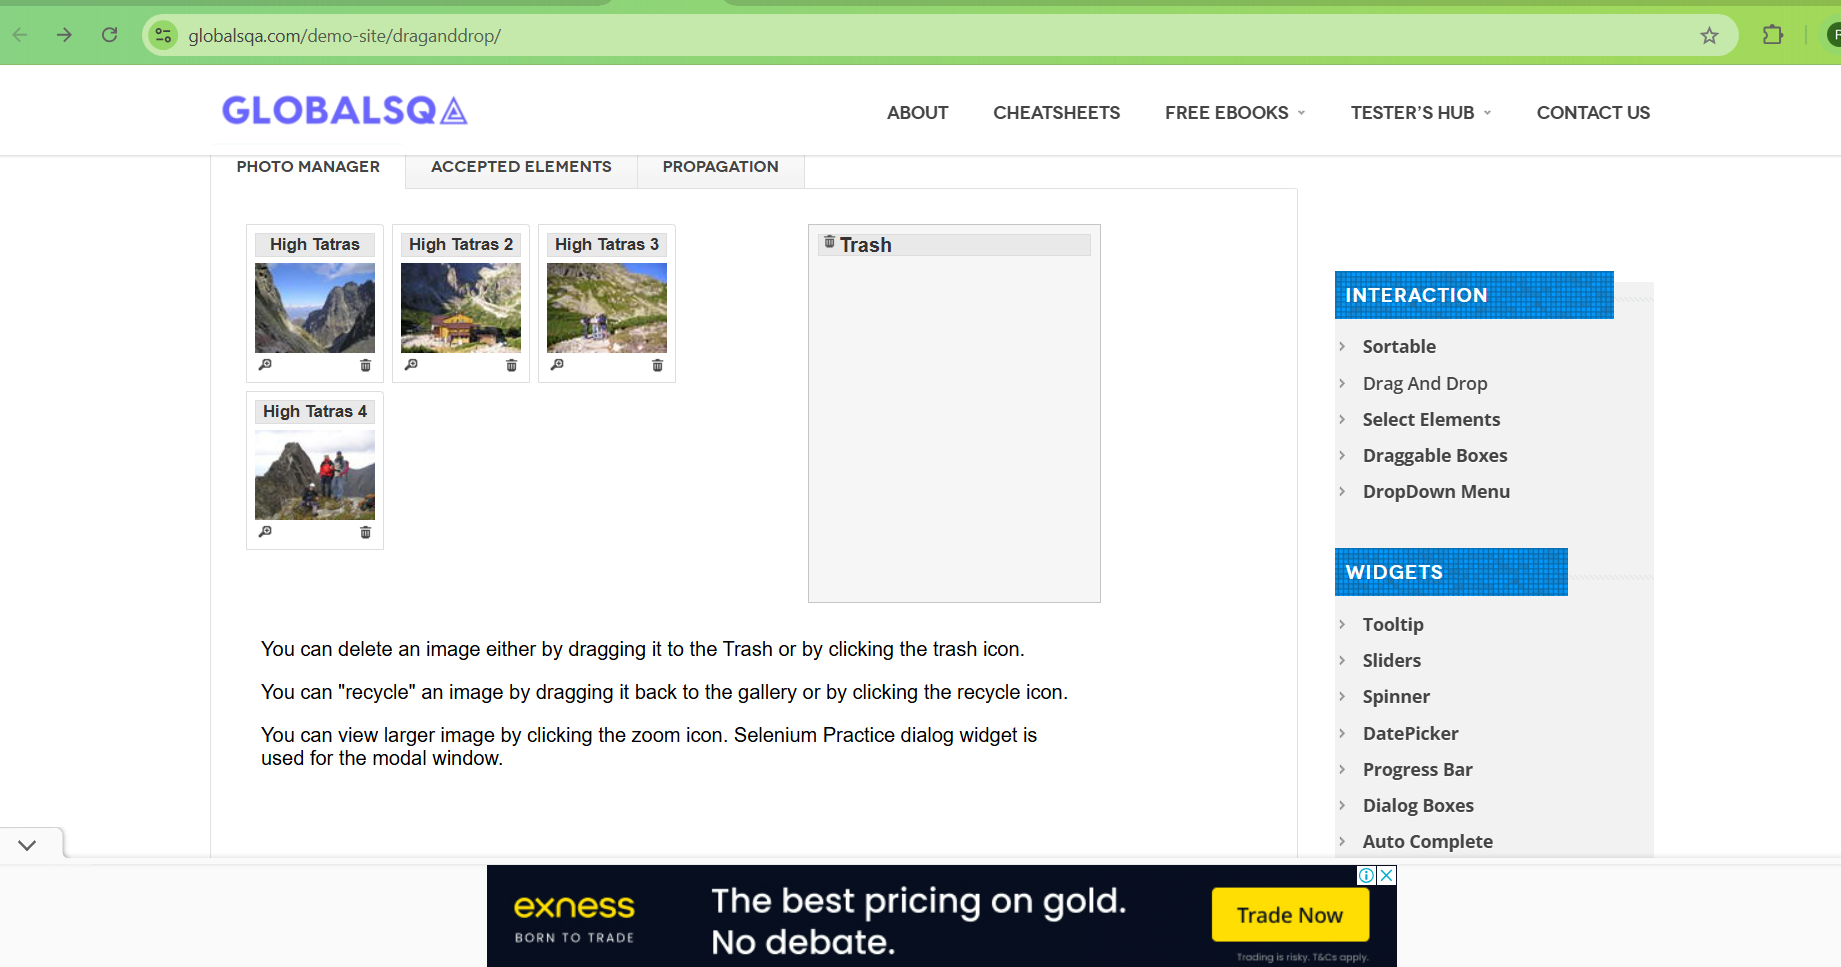 globalsqa.com/demo-site/draganddrop/
GLOBALSQA
ABOUT
CHEATSHEETS
FREE EBOOKS
TESTER’S HUB
CONTACT US
PHOTO MANAGER
ACCEPTED ELEMENTS
PROPAGATION
High Tatras
High Tatras 2
High Tatras 3
High Tatras 4
Trash
You can delete an image either by dragging it to the Trash or by clicking the trash icon.
You can "recycle" an image by dragging it back to the gallery or by clicking the recycle icon.
You can view larger image by clicking the zoom icon. Selenium Practice dialog widget is
used for the modal window.
INTERACTION
Sortable
Drag And Drop
Select Elements
Draggable Boxes
DropDown Menu
WIDGETS
Tooltip
Sliders
Spinner
DatePicker
Progress Bar
Dialog Boxes
Auto Complete
exness
BORN TO TRADE
The best pricing on gold.
No debate.
Trade Now
Trading is risky. T&Cs apply.